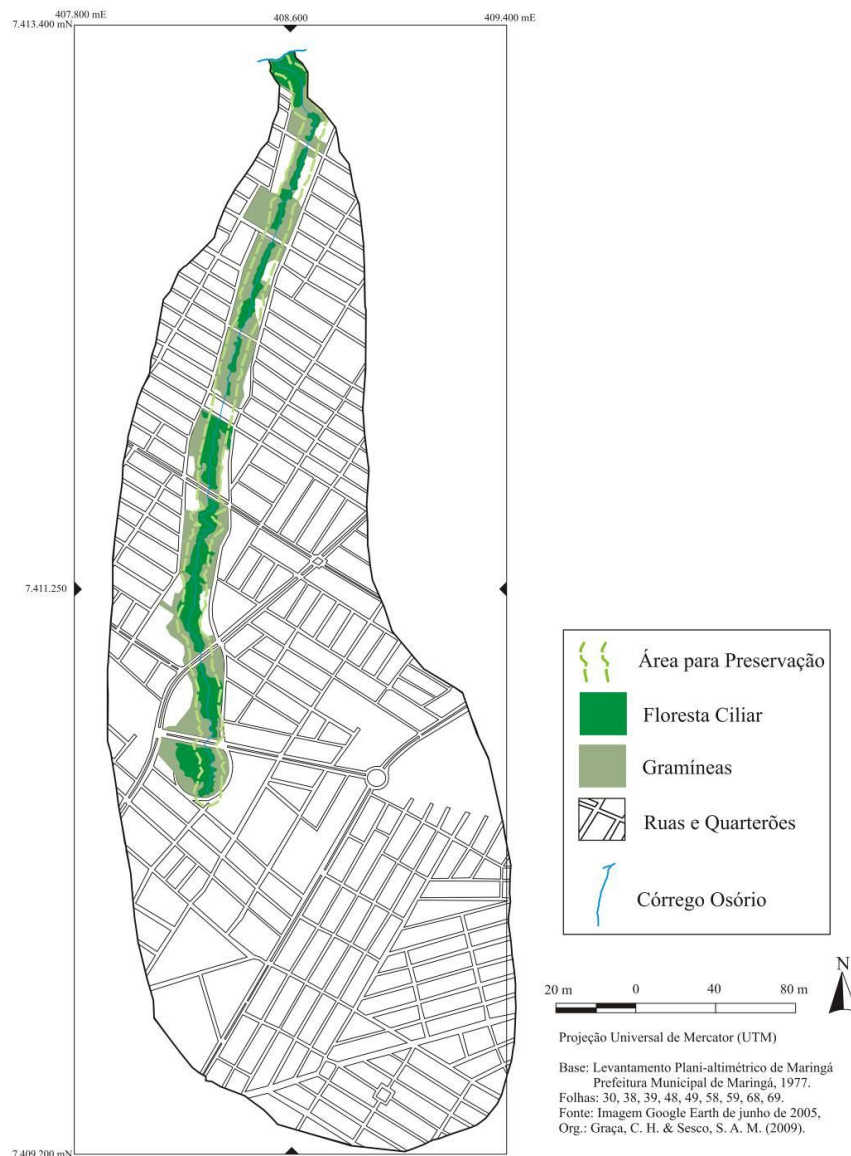 407.800 mE 408.600 409.400 mE
7.413.400 mN
7.411.250
Área para Preservação
Floresta Ciliar
Gramíneas
Ruas e Quarterões
Córrego Osório
N
20 m 0 40 80 m
Projeção Universal de Mercator (UTM)
Base: Levantamento Plani-altimétrico de Maringá
Prefeitura Municipal de Maringá, 1977.
Folhas: 30, 38, 39, 48, 49, 58, 59, 68, 69.
Fonte: Imagem Google Earth de junho de 2005,
Org.: Graça, C. H. & Sesco, S. A. M. (2009).
7.409.200 mN